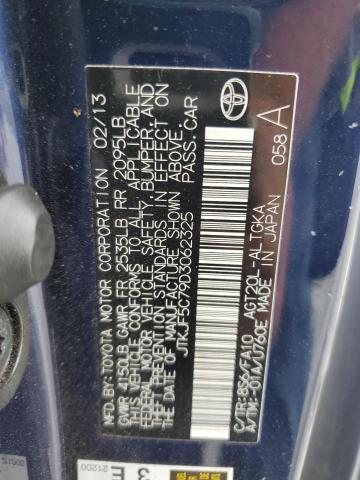 MFD. BY: TOYOTA MOTOR CORPORATION 02/13
GVWR 4150LB GAWR FR 2535LB RR 2095LB
THIS VEHICLE CONFORMS TO ALL APPLICABLE
FEDERAL MOTOR VEHICLE SAFETY, BUMPER, AND
THEFT PREVENTION STANDARDS IN EFFECT ON
THE DATE OF MANUFACTURE SHOWN ABOVE.
JTKJF5C79D3062325 PASS.CAR
C/TR:8S6/FA10 AGT20L-ALTGKA
A/TM:-01A/U760E MADE IN JAPAN
058 A
21200